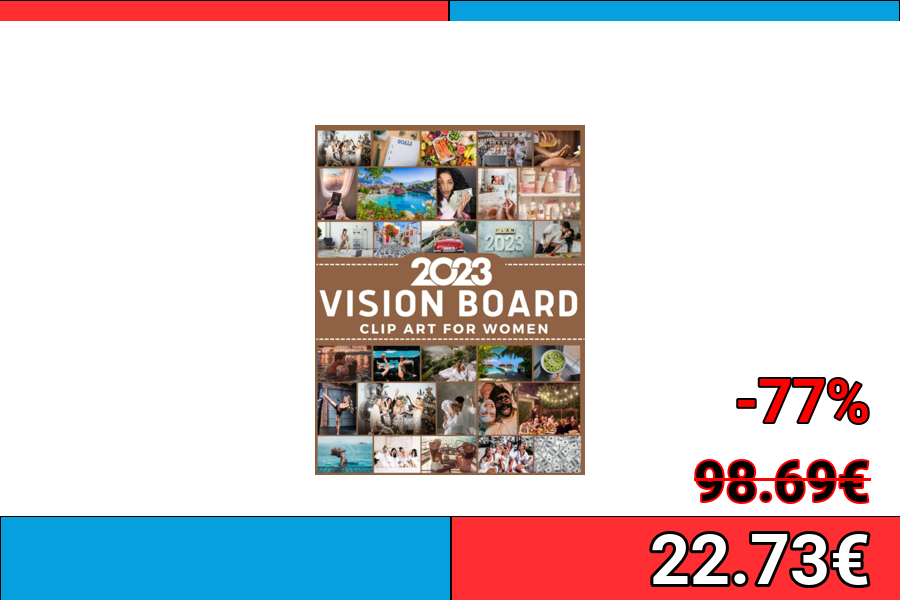 GOALS
PLAN
2023
2023
VISION BOARD
CLIP ART FOR WOMEN
-77%
98.69€
22.73€